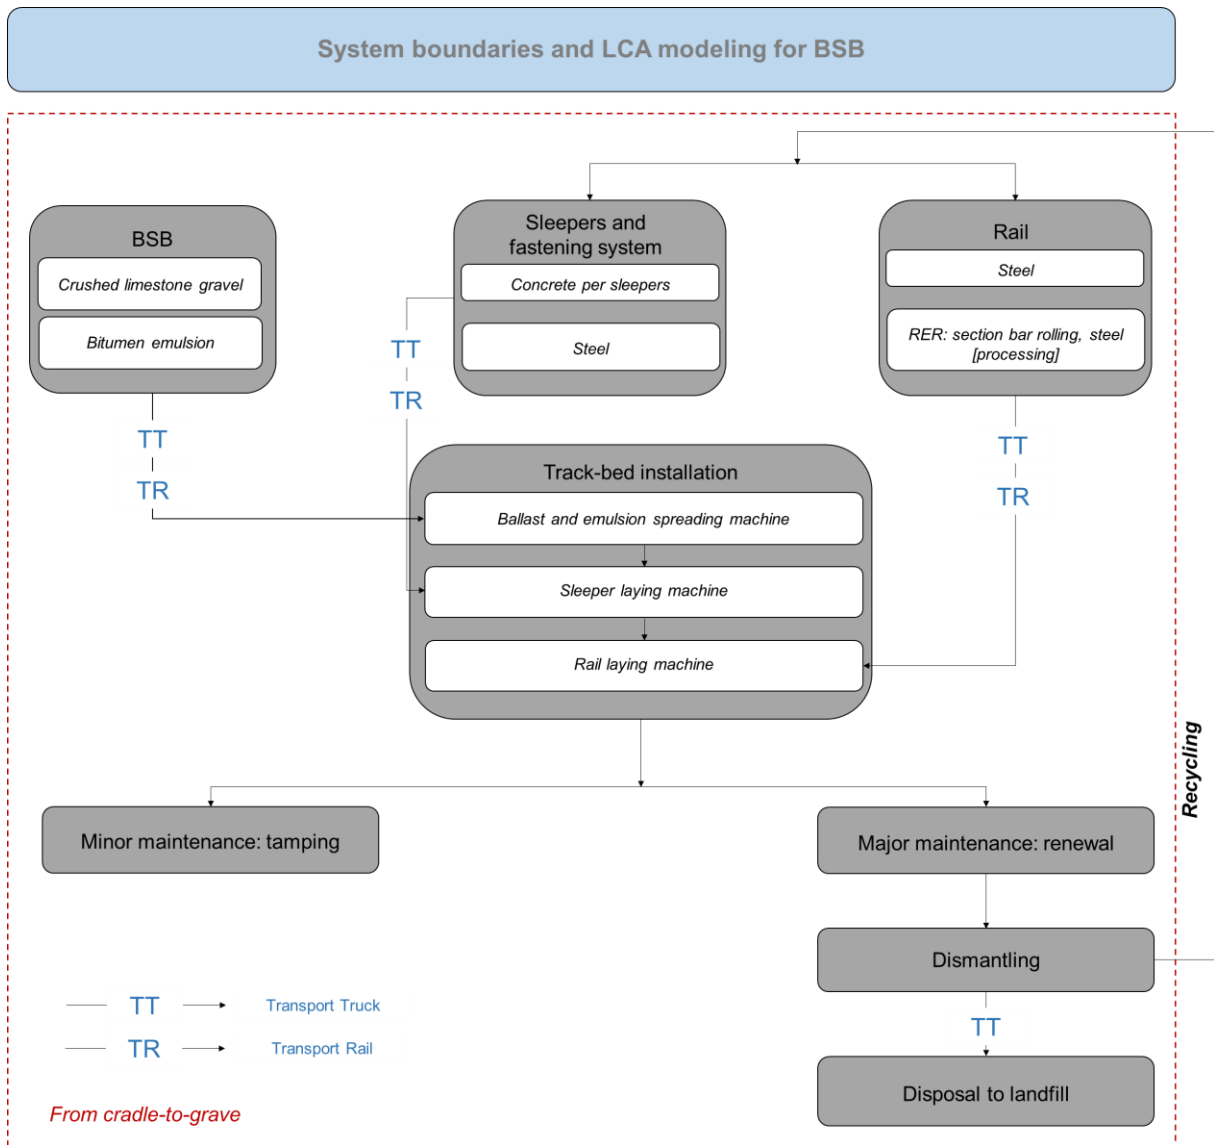 System boundaries and LCA modeling for BSB
BSB
Crushed limestone gravel
Bitumen emulsion
Sleepers and
fastening system
Concrete per sleepers
Steel
Rail
Steel
RER: section bar rolling, steel
[processing]
TT
TR
TT
TR
TT
TR
Track-bed installation
Ballast and emulsion spreading machine
Sleeper laying machine
Rail laying machine
Recycling
Minor maintenance: tamping
Major maintenance: renewal
Dismantling
TT
Disposal to landfill
TT Transport Truck
TR Transport Rail
From cradle-to-grave